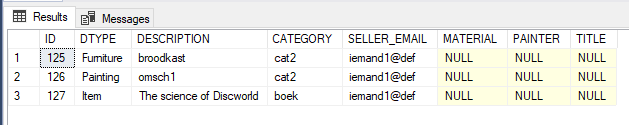 Results Messages
ID DTYPE DESCRIPTION CATEGORY SELLER_EMAIL MATERIAL PAINTER TITLE
1 125 Furniture broodkast cat2 iemand1@def NULL NULL NULL
2 126 Painting omsch1 cat2 iemand1@def NULL NULL NULL
3 127 Item The science of Discworld boek iemand1@def NULL NULL NULL